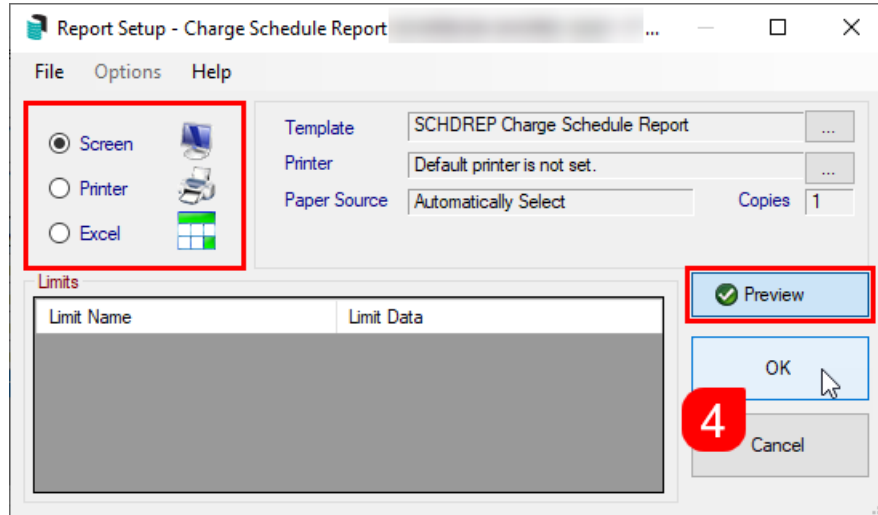 Report Setup - Charge Schedule Report ...
File Options Help
Screen
Printer
Excel
Template SCHDREP Charge Schedule Report ...
Printer Default printer is not set. ...
Paper Source Automatically Select Copies 1
Limits
Limit Name Limit Data
Preview
OK
4
Cancel